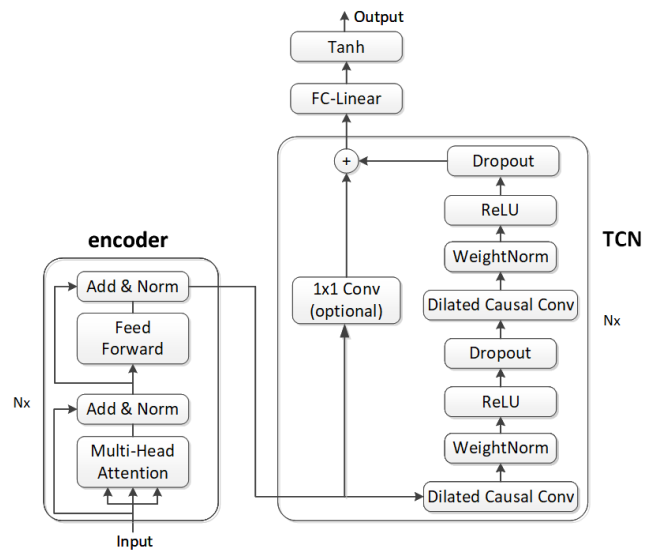 Output
Tanh
FC-Linear
+
Dropout
ReLU
WeightNorm
Dilated Causal Conv
Dropout
ReLU
WeightNorm
Dilated Causal Conv
1x1 Conv
(optional)
TCN
Nx
encoder
Add & Norm
Feed
Forward
Add & Norm
Multi-Head
Attention
Nx
Input